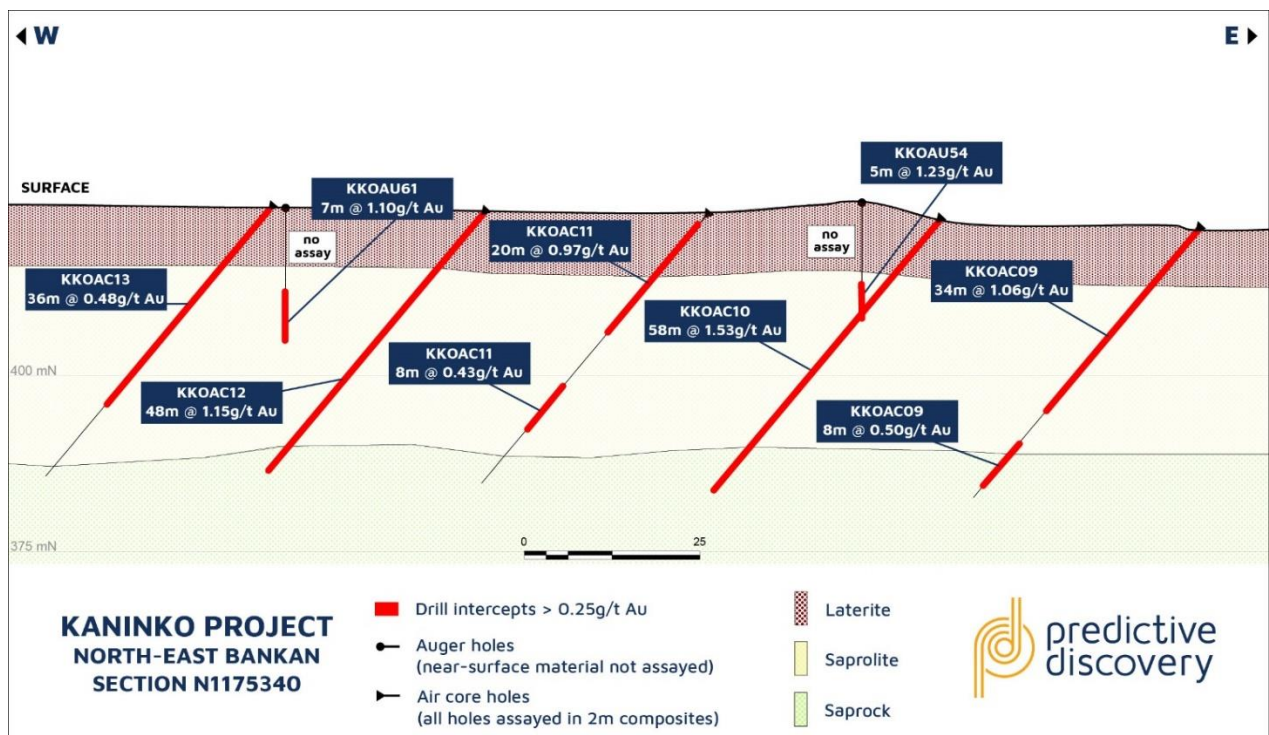 W
E
SURFACE
KKOAU61
7m @ 1.10g/t Au
KKOAU54
5m @ 1.23g/t Au
no
assay
KKOAC11
20m @ 0.97g/t Au
no
assay
KKOAC13
36m @ 0.48g/t Au
KKOAC09
34m @ 1.06g/t Au
KKOAC10
58m @ 1.53g/t Au
KKOAC11
8m @ 0.43g/t Au
400 mN
KKOAC12
48m @ 1.15g/t Au
KKOAC09
8m @ 0.50g/t Au
375 mN
0
25
KANINKO PROJECT
NORTH-EAST BANKAN
SECTION N1175340
Drill intercepts > 0.25g/t Au
Auger holes
(near-surface material not assayed)
Air core holes
(all holes assayed in 2m composites)
Laterite
Saprolite
Saprock
predictive
discovery